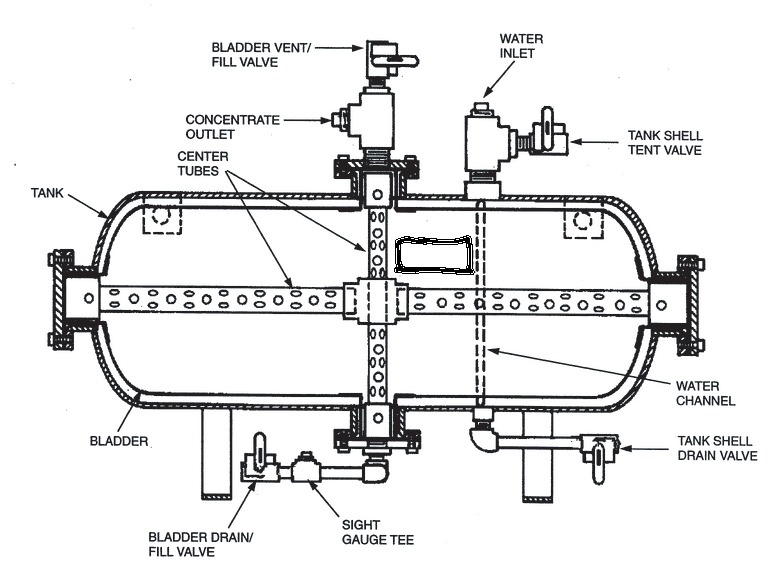 BLADDER VENT/
FILL VALVE
WATER
INLET
CONCENTRATE
OUTLET
TANK SHELL
TENT VALVE
CENTER
TUBES
TANK
WATER
CHANNEL
BLADDER
TANK SHELL
DRAIN VALVE
BLADDER DRAIN/
FILL VALVE
SIGHT
GAUGE TEE